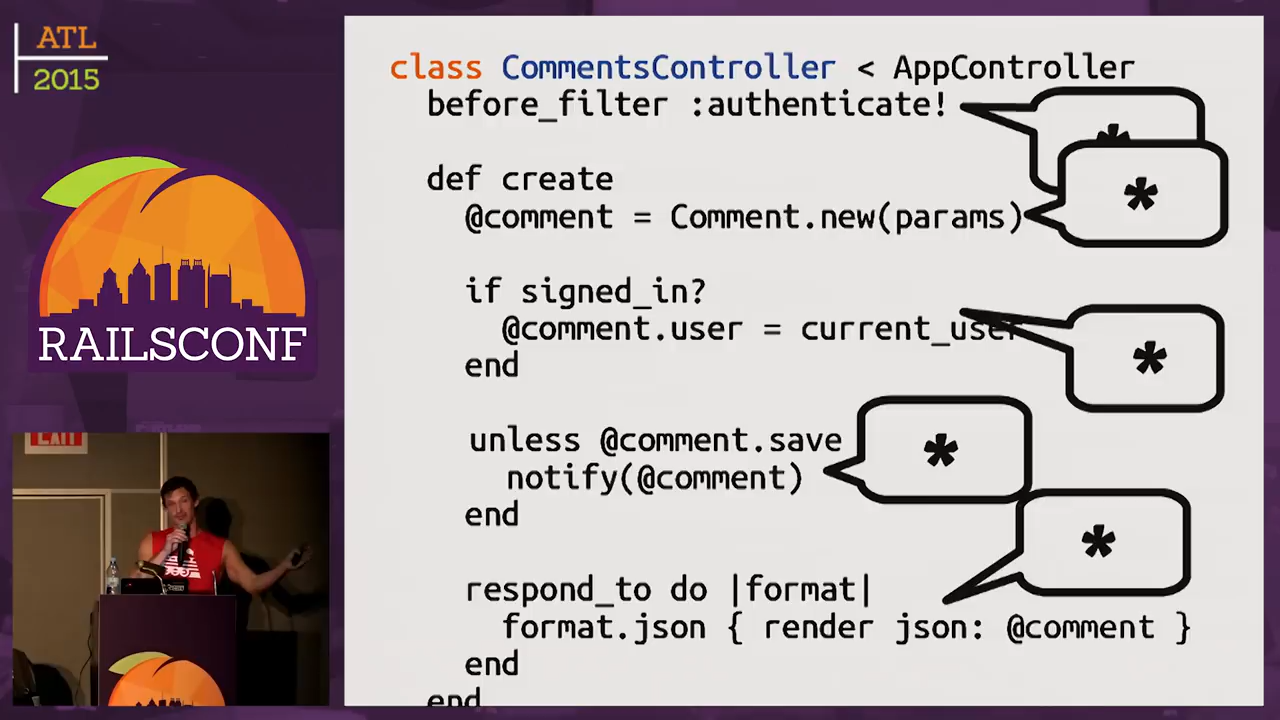 ATL
2015
RAILSCONF
EXIT
class CommentsController < AppController
before_filter :authenticate!
*
def create
@comment = Comment.new(params)
*
if signed_in?
@comment.user = current_user
*
end
unless @comment.save
*
notify(@comment)
end
*
respond_to do |format|
format.json { render json: @comment }
end
end